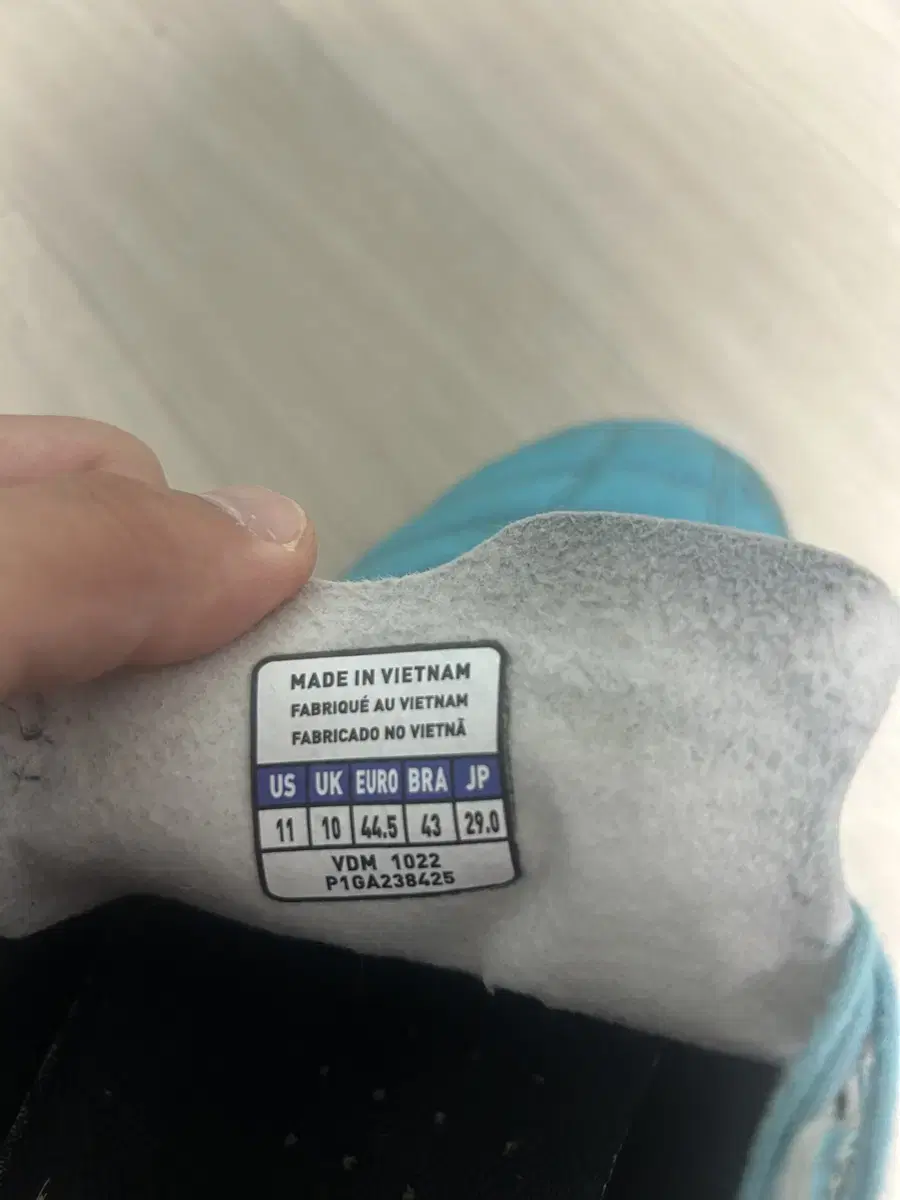 MADE IN VIETNAM
FABRIQUÉ AU VIETNAM
FABRICADO NO VIETNÃ
US UK EURO BRA JP
11 10 44.5 43 29.0
VDM 1022
P1GA238425